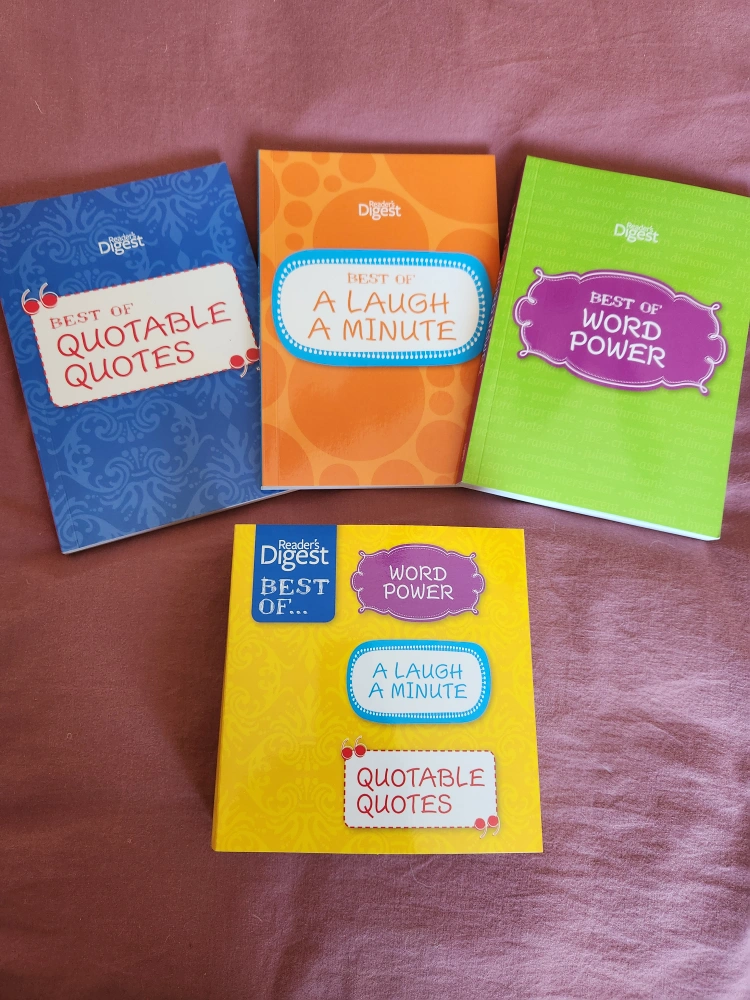 Reader's
Digest
BEST OF
QUOTABLE
QUOTES
Reader's
Digest
BEST OF
A LAUGH
A MINUTE
Reader's
Digest
BEST OF
WORD
POWER
Reader's
Digest
BEST
OF...
WORD
POWER
A LAUGH
A MINUTE
QUOTABLE
QUOTES